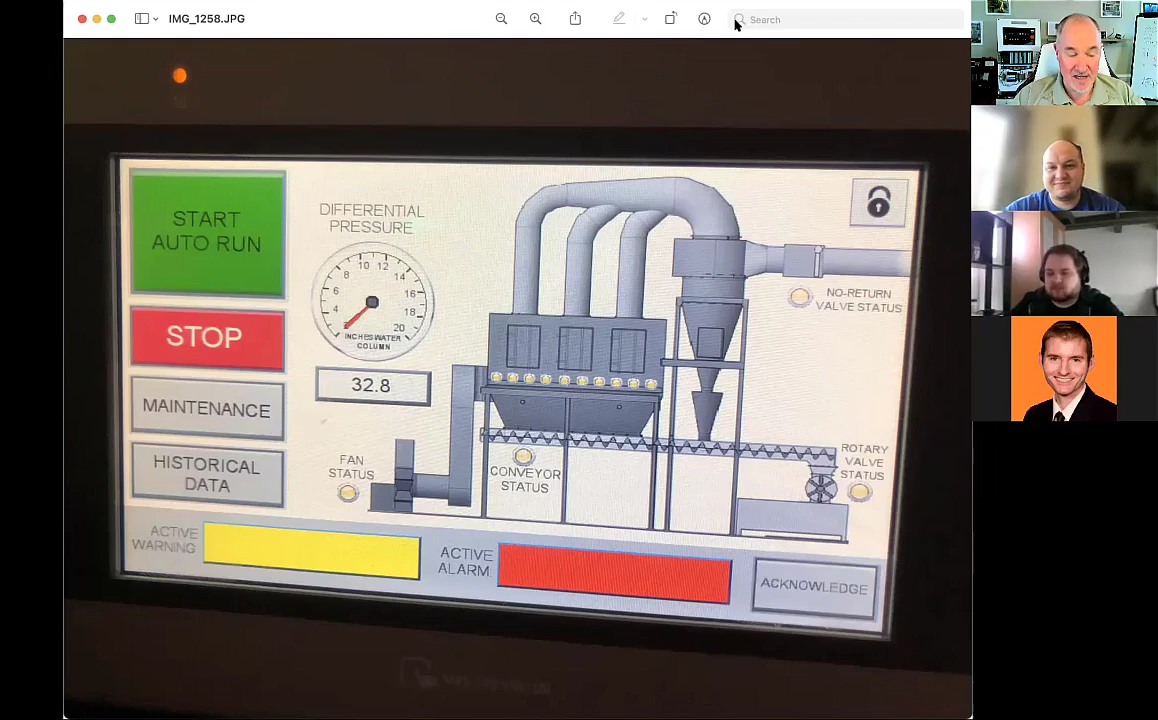 IMG_1258.JPG
Search
START
AUTO RUN
STOP
MAINTENANCE
HISTORICAL
DATA
DIFFERENTIAL
PRESSURE
4
6
8
10
12
14
16
18
20
INCHES WATER
COLUMN
32.8
FAN
STATUS
CONVEYOR
STATUS
NO-RETURN
VALVE STATUS
ROTARY
VALVE
STATUS
ACTIVE
WARNING
ACTIVE
ALARM
ACKNOWLEDGE